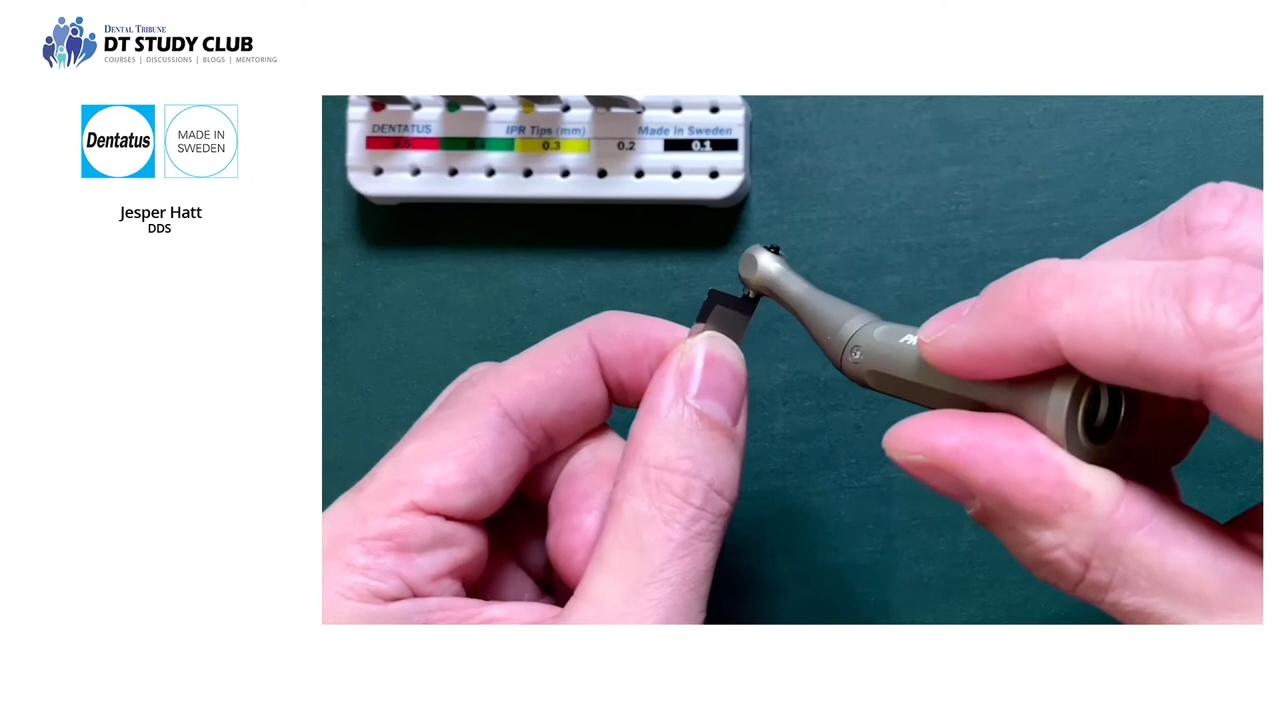 DENTAL TRIBUNE
DT STUDY CLUB
COURSES | DISCUSSIONS | BLOGS | MENTORING
Dentatus
MADE IN
SWEDEN
Jesper Hatt
DDS
DENTATUS IPR Tips (mm) Made in Sweden
0.3 0.2 0.1